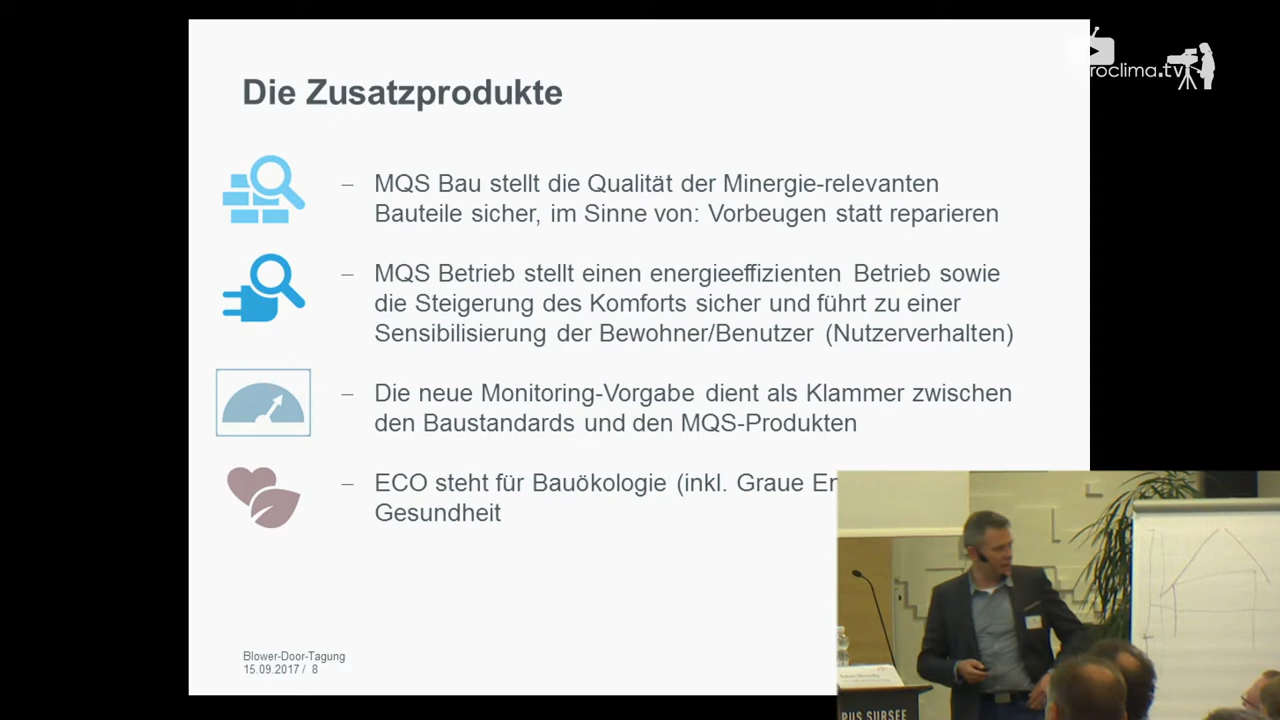 Die Zusatzprodukte
– MQS Bau stellt die Qualität der Minergie-relevanten
Bauteile sicher, im Sinne von: Vorbeugen statt reparieren
– MQS Betrieb stellt einen energieeffizienten Betrieb sowie
die Steigerung des Komforts sicher und führt zu einer
Sensibilisierung der Bewohner/Benutzer (Nutzerverhalten)
– Die neue Monitoring-Vorgabe dient als Klammer zwischen
den Baustandards und den MQS-Produkten
– ECO steht für Bauökologie (inkl. Graue
Gesundheit
Blower-Door-Tagung
15.09.2017 / 8
roclima.tv
SURSEE